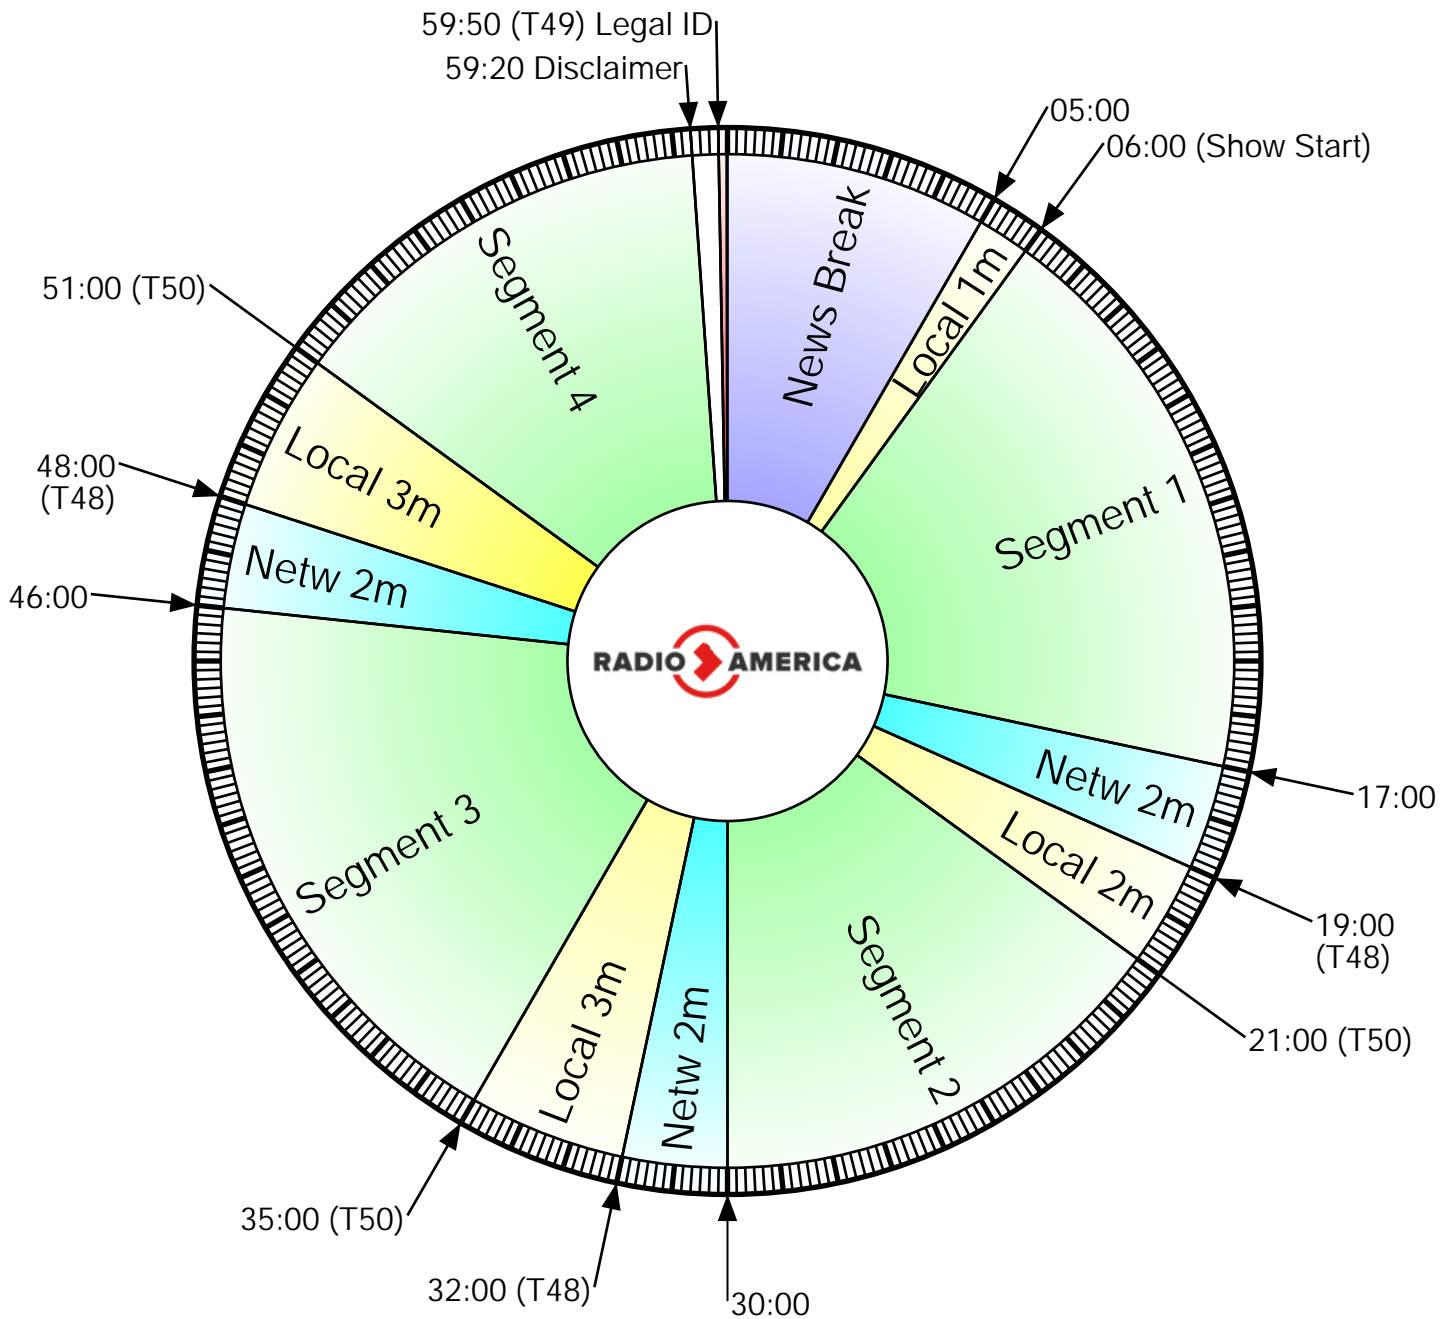 59:50 (T49) Legal ID
59:20 Disclaimer
05:00
06:00 (Show Start)
News Break
Local 1m
Segment 1
17:00
Netw 2m
19:00
(T48)
Local 2m
21:00 (T50)
Segment 2
30:00
Netw 2m
32:00 (T48)
Local 3m
35:00 (T50)
Segment 3
46:00
Netw 2m
48:00
(T48)
Local 3m
51:00 (T50)
Segment 4
RADIO AMERICA